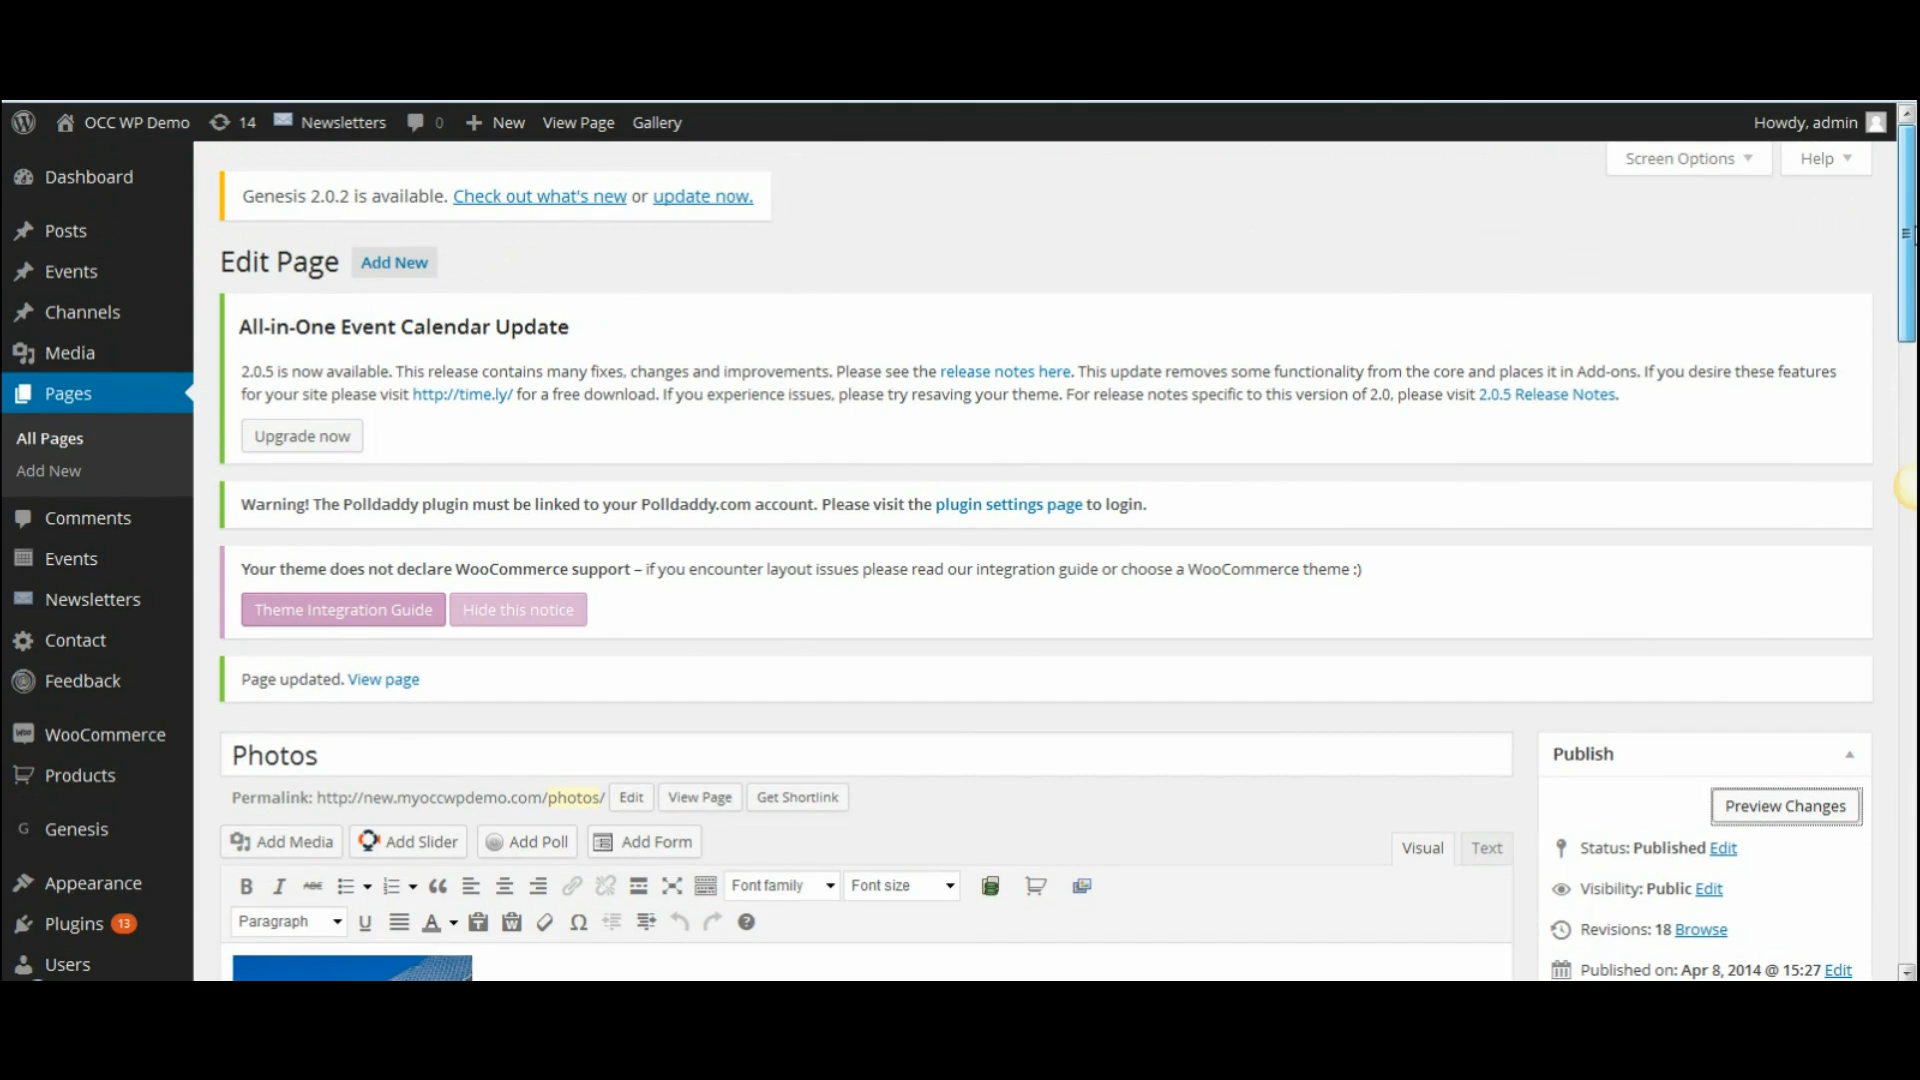 OCC WP Demo 14 Newsletters 0 New View Page Gallery Howdy, admin
Screen Options Help
Dashboard
Posts
Events
Channels
Media
Pages
All Pages
Add New
Comments
Events
Newsletters
Contact
Feedback
WooCommerce
Products
Genesis
Appearance
Plugins 13
Users
Genesis 2.0.2 is available. Check out what's new or update now.
Edit Page Add New
All-in-One Event Calendar Update
2.0.5 is now available. This release contains many fixes, changes and improvements. Please see the release notes here. This update removes some functionality from the core and places it in Add-ons. If you desire these features
for your site please visit http://time.ly/ for a free download. If you experience issues, please try resaving your theme. For release notes specific to this version of 2.0, please visit 2.0.5 Release Notes.
Upgrade now
Warning! The Polldaddy plugin must be linked to your Polldaddy.com account. Please visit the plugin settings page to login.
Your theme does not declare WooCommerce support – if you encounter layout issues please read our integration guide or choose a WooCommerce theme :)
Theme Integration Guide Hide this notice
Page updated. View page
Photos
Permalink: http://new.myoccwpdemo.com/photos/ Edit View Page Get Shortlink
Add Media Add Slider Add Poll Add Form Visual Text
Font family Font size
Paragraph
Publish
Preview Changes
Status: Published Edit
Visibility: Public Edit
Revisions: 18 Browse
Published on: Apr 8, 2014 @ 15:27 Edit